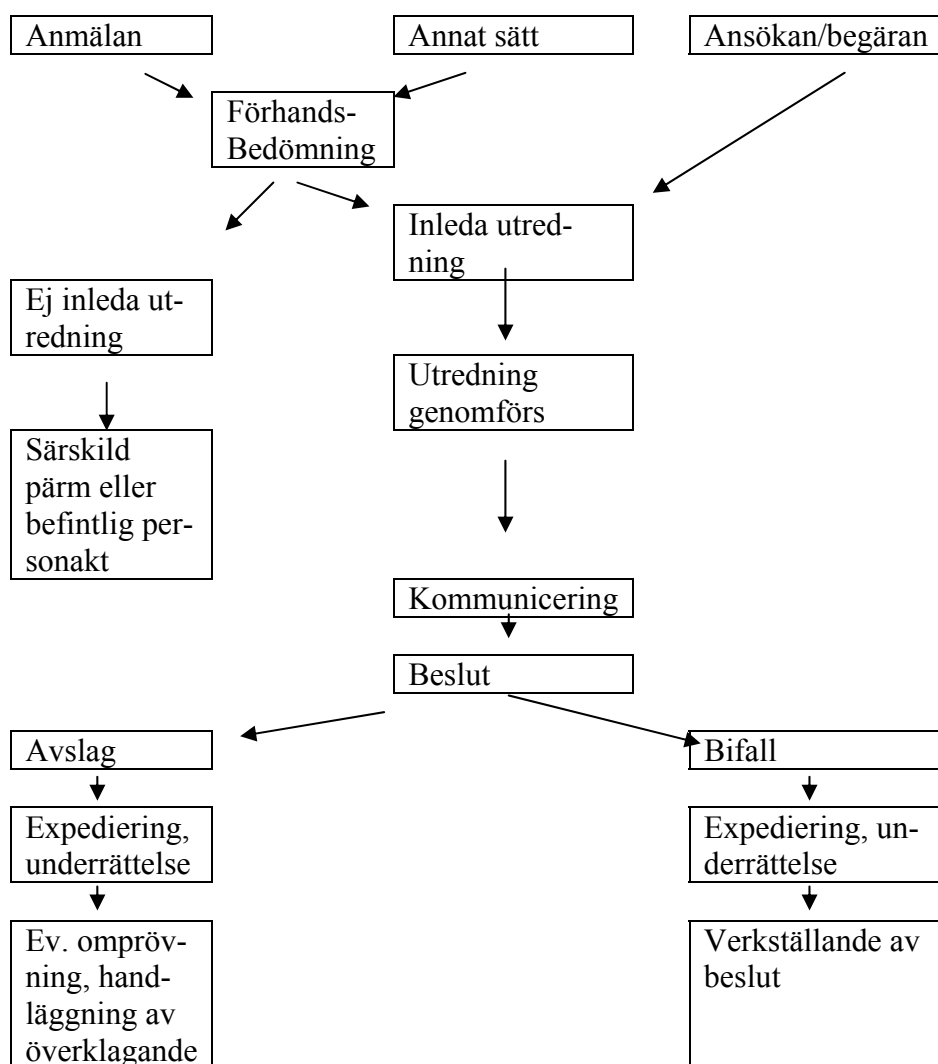 Anmälan
Annat sätt
Ansökan/begäran
Förhands-
Bedömning
Inleda utred-
ning
Ej inleda ut-
redning
Utredning
genomförs
Särskild
pärm eller
befintlig per-
sonakt
Kommunicering
Beslut
Avslag
Bifall
Expediering,
underrättelse
Expediering, un-
derrättelse
Ev. ompröv-
ning, hand-
läggning av
överklagande
Verkställande av
beslut